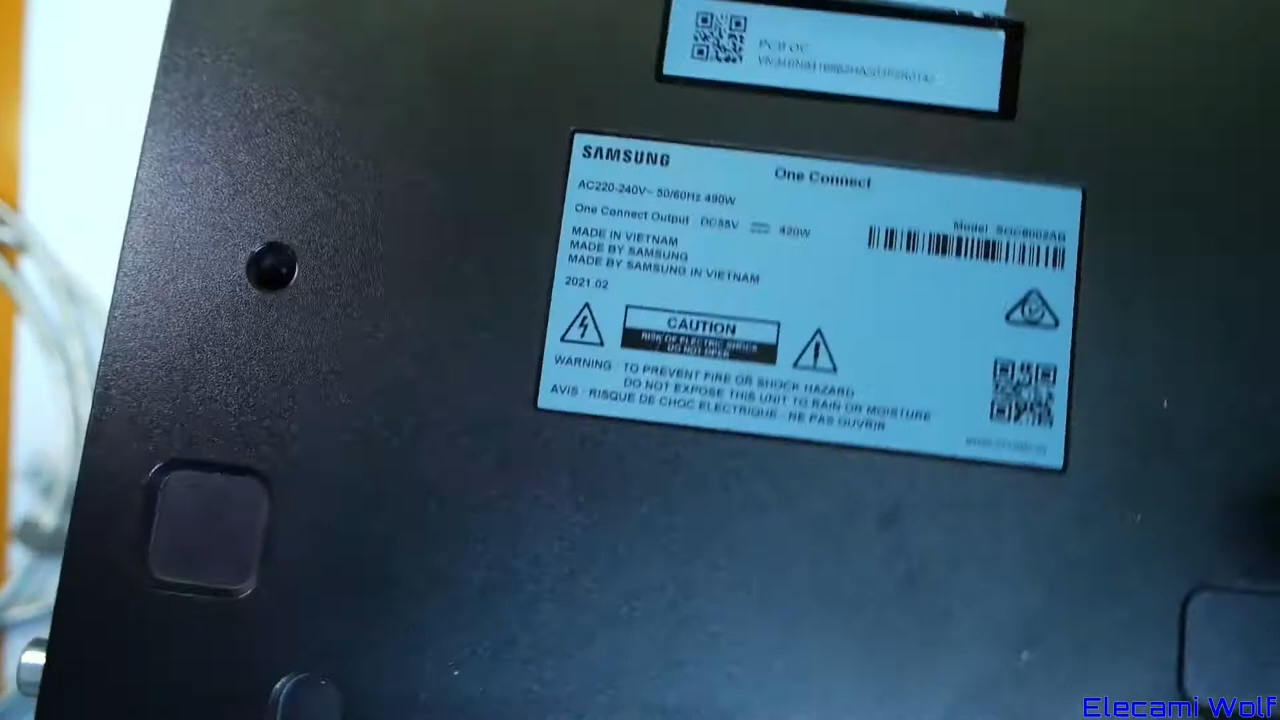 PCB OC
SAMSUNG
One Connect
AC220-240V~ 50/60Hz 490W
One Connect Output : DC55V ⎓ 420W
Model
MADE IN VIETNAM
MADE BY SAMSUNG
MADE BY SAMSUNG IN VIETNAM
2021.02
CAUTION
RISK OF ELECTRIC SHOCK
DO NOT OPEN
WARNING : TO PREVENT FIRE OR SHOCK HAZARD,
DO NOT EXPOSE THIS UNIT TO RAIN OR MOISTURE
AVIS : RISQUE DE CHOC ELECTRIQUE - NE PAS OUVRIR
Elecami Wolf